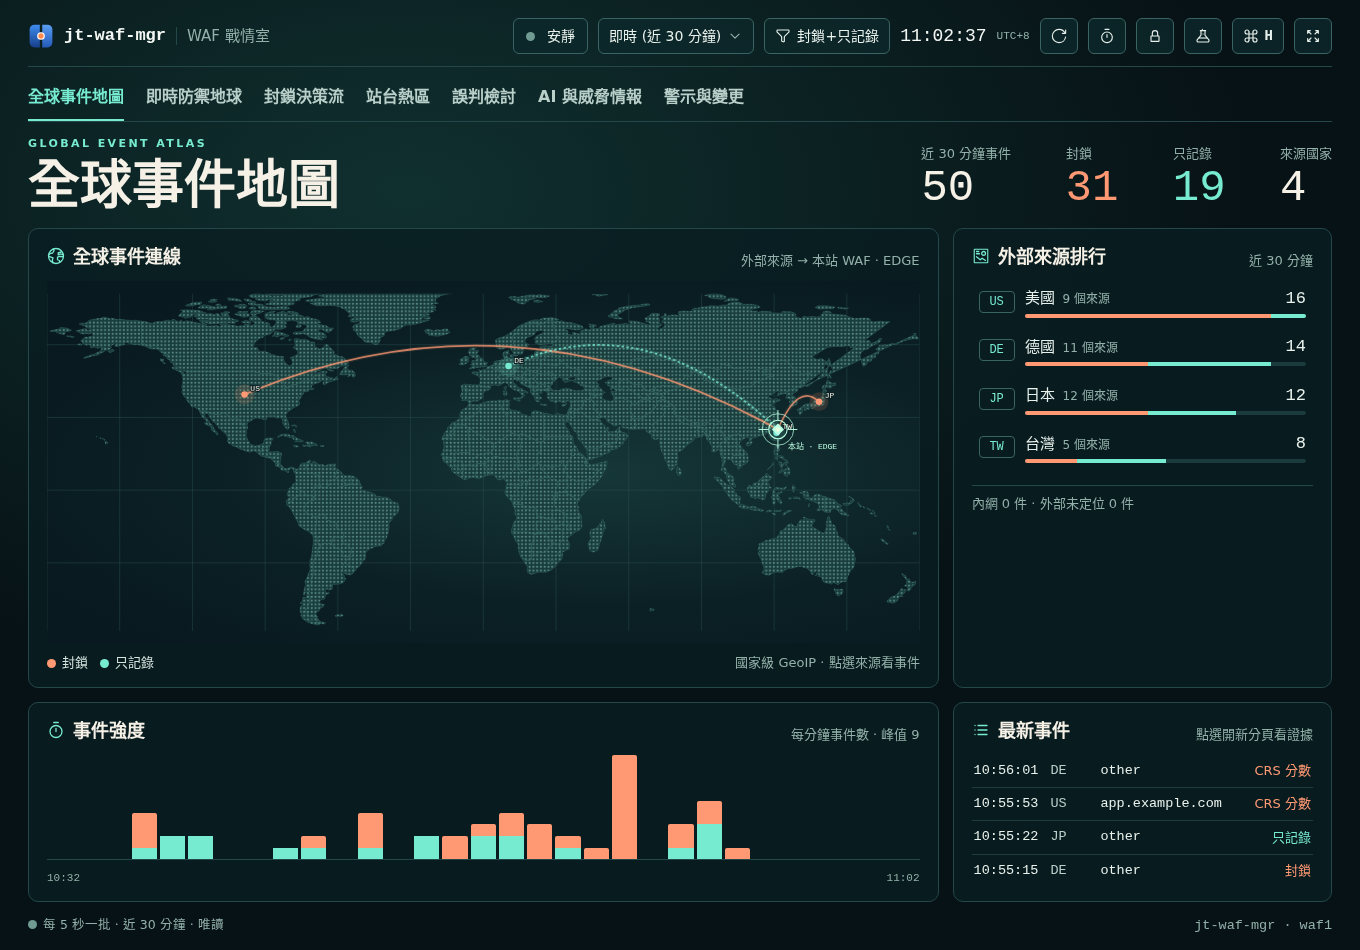 jt-waf-mgr WAF 戰情室 安靜 即時 (近 30 分鐘) 封鎖+只記錄 11:02:37 UTC+8 ⌘ H
全球事件地圖 即時防禦地球 封鎖決策流 站台熱區 誤判檢討 AI 與威脅情報 警示與變更
GLOBAL EVENT ATLAS
全球事件地圖
近 30 分鐘事件 封鎖 只記錄 來源國家
50 31 19 4
全球事件連線
外部來源 → 本站 WAF · EDGE
US
DE
JP
本站 · EDGE
封鎖 只記錄
國家級 GeoIP · 點選來源看事件
外部來源排行 近 30 分鐘
US 美國 9 個來源 16
DE 德國 11 個來源 14
JP 日本 12 個來源 12
TW 台灣 5 個來源 8
內網 0 件 · 外部未定位 0 件
事件強度 每分鐘事件數 · 峰值 9
10:32 11:02
最新事件 點選開新分頁看證據
10:56:01 DE other CRS 分數
10:55:53 US app.example.com CRS 分數
10:55:22 JP other 只記錄
10:55:15 DE other 封鎖
每 5 秒一批 · 近 30 分鐘 · 唯讀
jt-waf-mgr · waf1